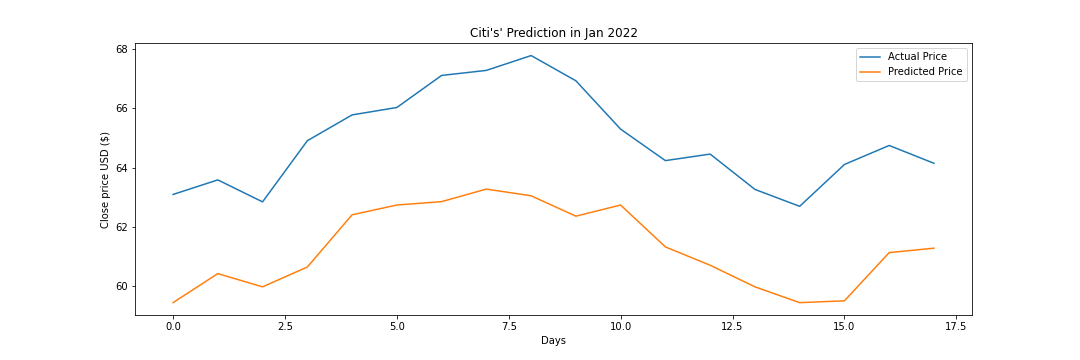 Citi's' Prediction in Jan 2022
Actual Price
Predicted Price
Close price USD ($)
68
66
64
62
60
0.0
2.5
5.0
7.5
10.0
12.5
15.0
17.5
Days